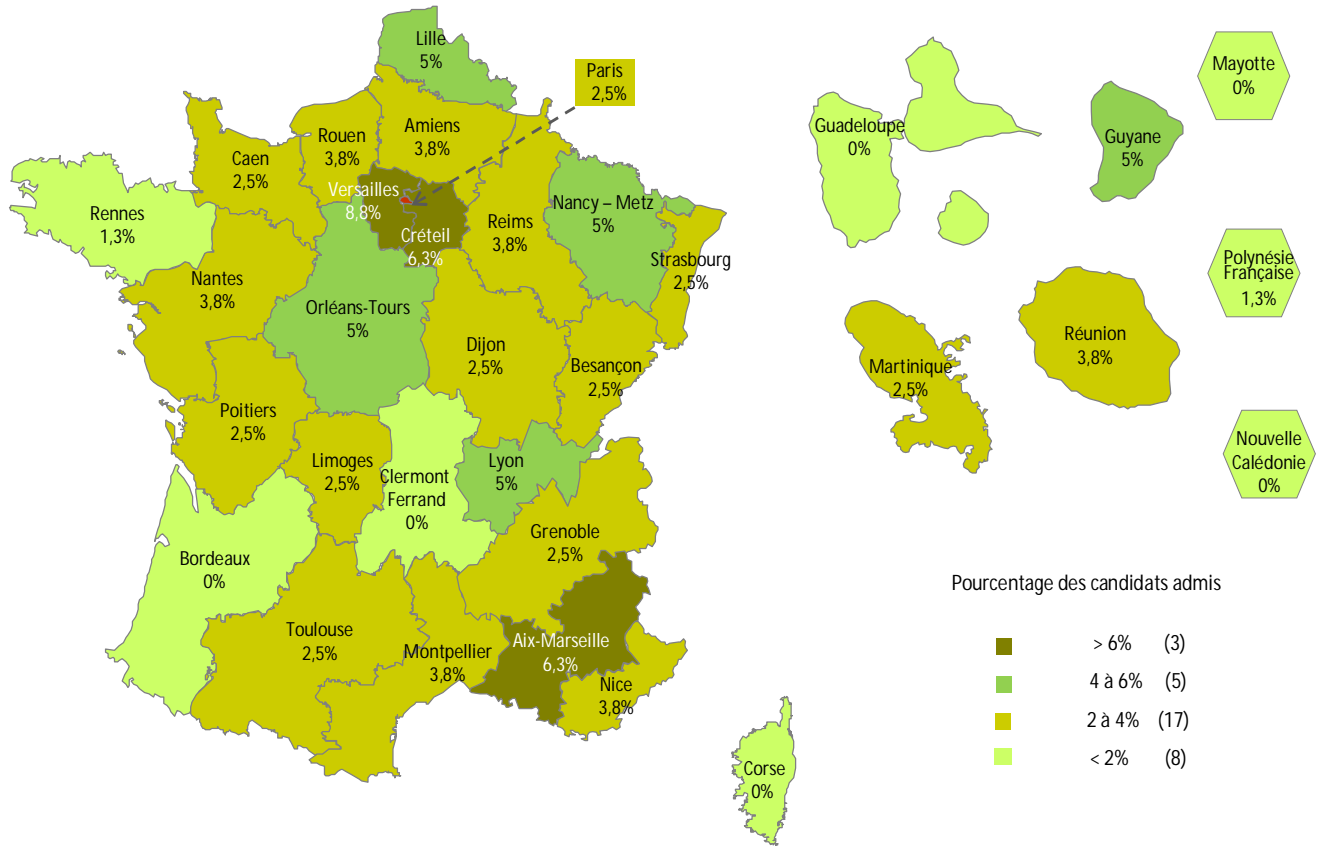 Lille
5%
Paris
2,5%
Rouen
3,8%
Amiens
3,8%
Caen
2,5%
Versailles
8,8%
Créteil
6,3%
Rennes
1,3%
Reims
3,8%
Nancy – Metz
5%
Strasbourg
2,5%
Nantes
3,8%
Orléans-Tours
5%
Dijon
2,5%
Besançon
2,5%
Poitiers
2,5%
Limoges
2,5%
Clermont
Ferrand
0%
Lyon
5%
Grenoble
2,5%
Bordeaux
0%
Toulouse
2,5%
Montpellier
3,8%
Aix-Marseille
6,3%
Nice
3,8%
Corse
0%
Guadeloupe
0%
Guyane
5%
Mayotte
0%
Polynésie
Française
1,3%
Martinique
2,5%
Réunion
3,8%
Nouvelle
Calédonie
0%
Pourcentage des candidats admis
> 6% (3)
4 à 6% (5)
2 à 4% (17)
< 2% (8)